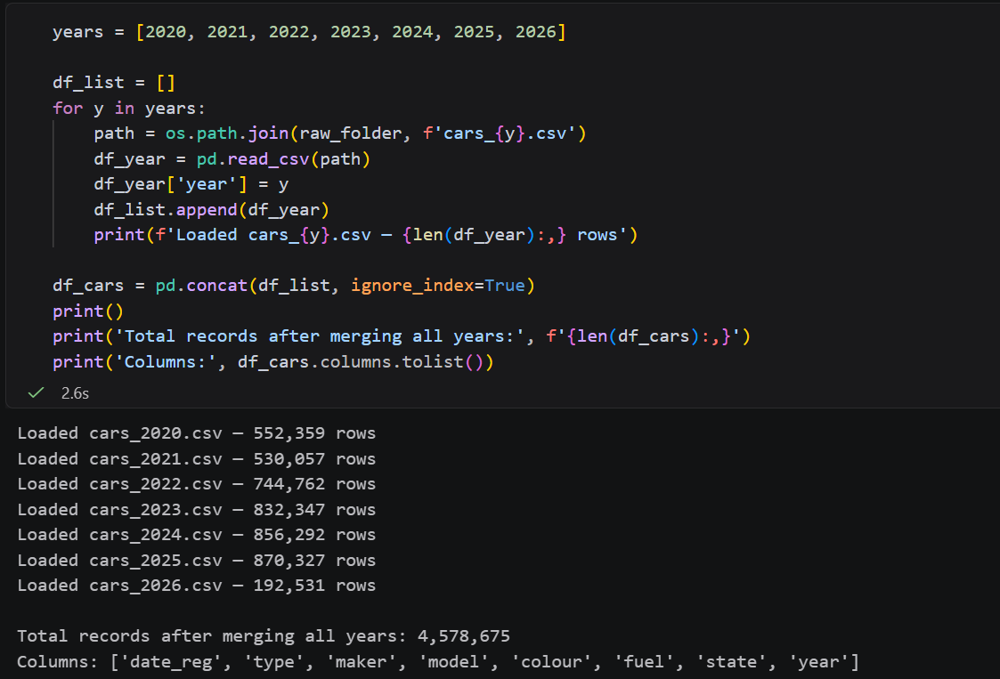 years = [2020, 2021, 2022, 2023, 2024, 2025, 2026]
df_list = []
for y in years:
    path = os.path.join(raw_folder, f'cars_{y}.csv')
    df_year = pd.read_csv(path)
    df_year['year'] = y
    df_list.append(df_year)
    print(f'Loaded cars_{y}.csv — {len(df_year):,} rows')
df_cars = pd.concat(df_list, ignore_index=True)
print()
print('Total records after merging all years:', f'{len(df_cars):,}')
print('Columns:', df_cars.columns.tolist())
2.6s
Loaded cars_2020.csv — 552,359 rows
Loaded cars_2021.csv — 530,057 rows
Loaded cars_2022.csv — 744,762 rows
Loaded cars_2023.csv — 832,347 rows
Loaded cars_2024.csv — 856,292 rows
Loaded cars_2025.csv — 870,327 rows
Loaded cars_2026.csv — 192,531 rows
Total records after merging all years: 4,578,675
Columns: ['date_reg', 'type', 'maker', 'model', 'colour', 'fuel', 'state', 'year']